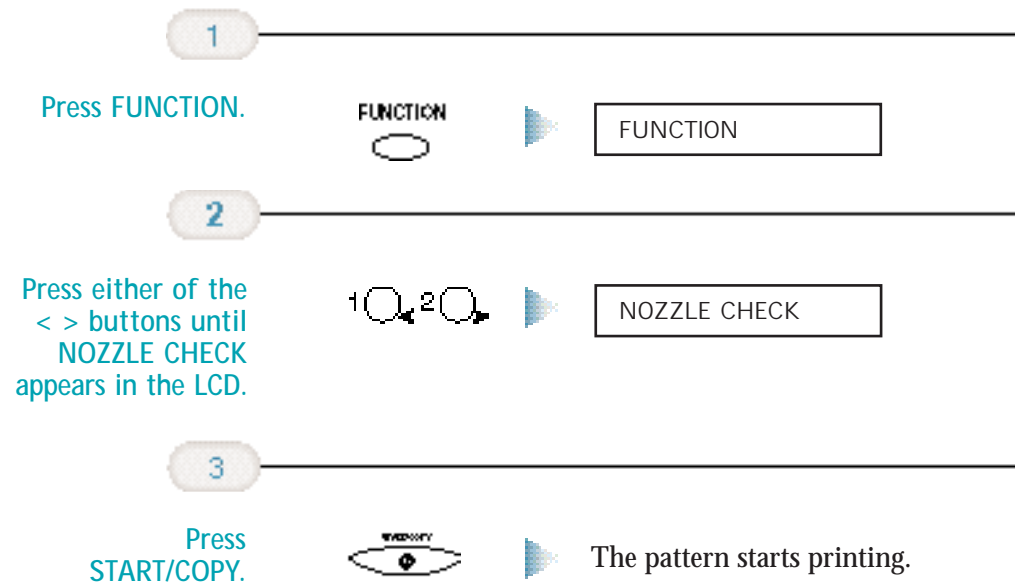 1
Press FUNCTION.
FUNCTION
FUNCTION
2
Press either of the
< > buttons until
NOZZLE CHECK
appears in the LCD.
1 2
NOZZLE CHECK
3
Press
START/COPY.
The pattern starts printing.